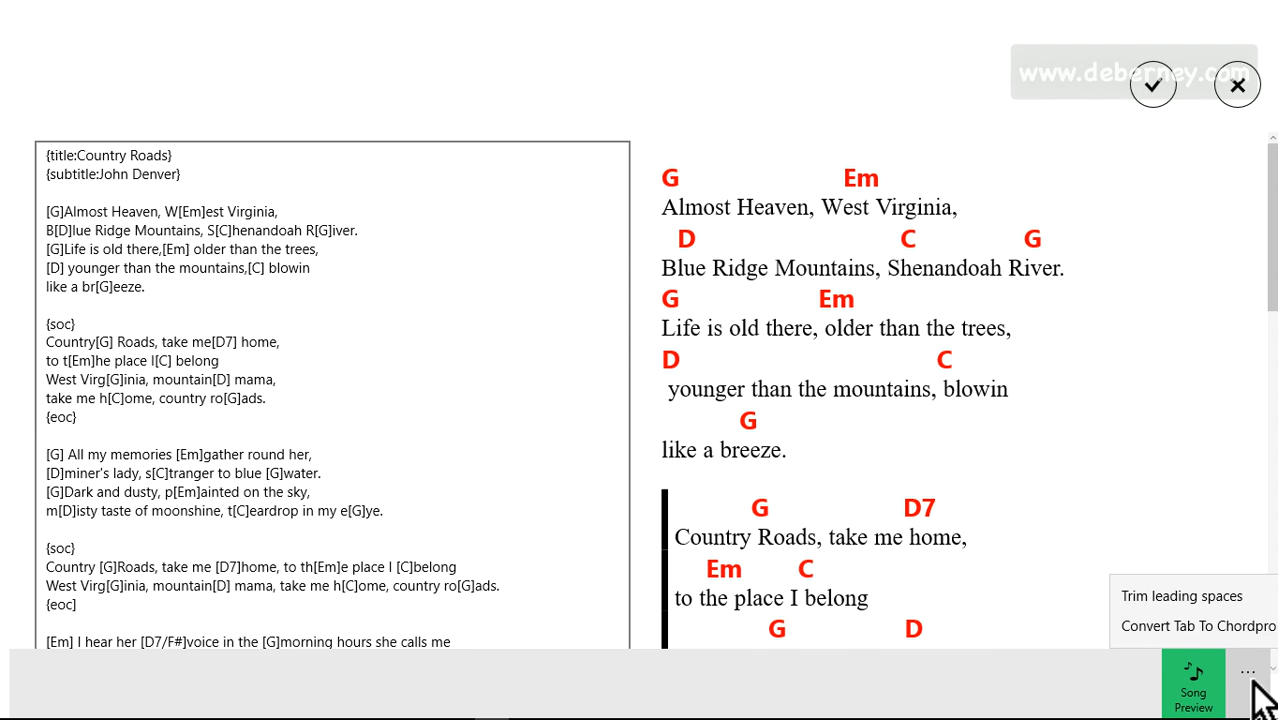 www.deberney.com
{title:Country Roads}
{subtitle:John Denver}
[G]Almost Heaven, W[Em]est Virginia,
B[D]lue Ridge Mountains, S[C]henandoah R[G]iver.
[G]Life is old there,[Em] older than the trees,
[D] younger than the mountains,[C] blowin
like a br[G]eeze.
{soc}
Country[G] Roads, take me[D7] home,
to t[Em]he place I[C] belong
West Virg[G]inia, mountain[D] mama,
take me h[C]ome, country ro[G]ads.
{eoc}
[G] All my memories [Em]gather round her,
[D]miner's lady, s[C]tranger to blue [G]water.
[G]Dark and dusty, p[Em]ainted on the sky,
m[D]isty taste of moonshine, t[C]eardrop in my e[G]ye.
{soc}
Country [G]Roads, take me [D7]home, to th[Em]e place I [C]belong
West Virg[G]inia, mountain[D] mama, take me h[C]ome, country ro[G]ads.
{eoc]
[Em] I hear her [D7/F#]voice in the [G]morning hours she calls me
G Em
Almost Heaven, West Virginia,
D C G
Blue Ridge Mountains, Shenandoah River.
G Em
Life is old there, older than the trees,
D C
younger than the mountains, blowin
G
like a breeze.
G D7
Country Roads, take me home,
Em C
to the place I belong
G D
Trim leading spaces
Convert Tab To Chordpro
Song
Preview